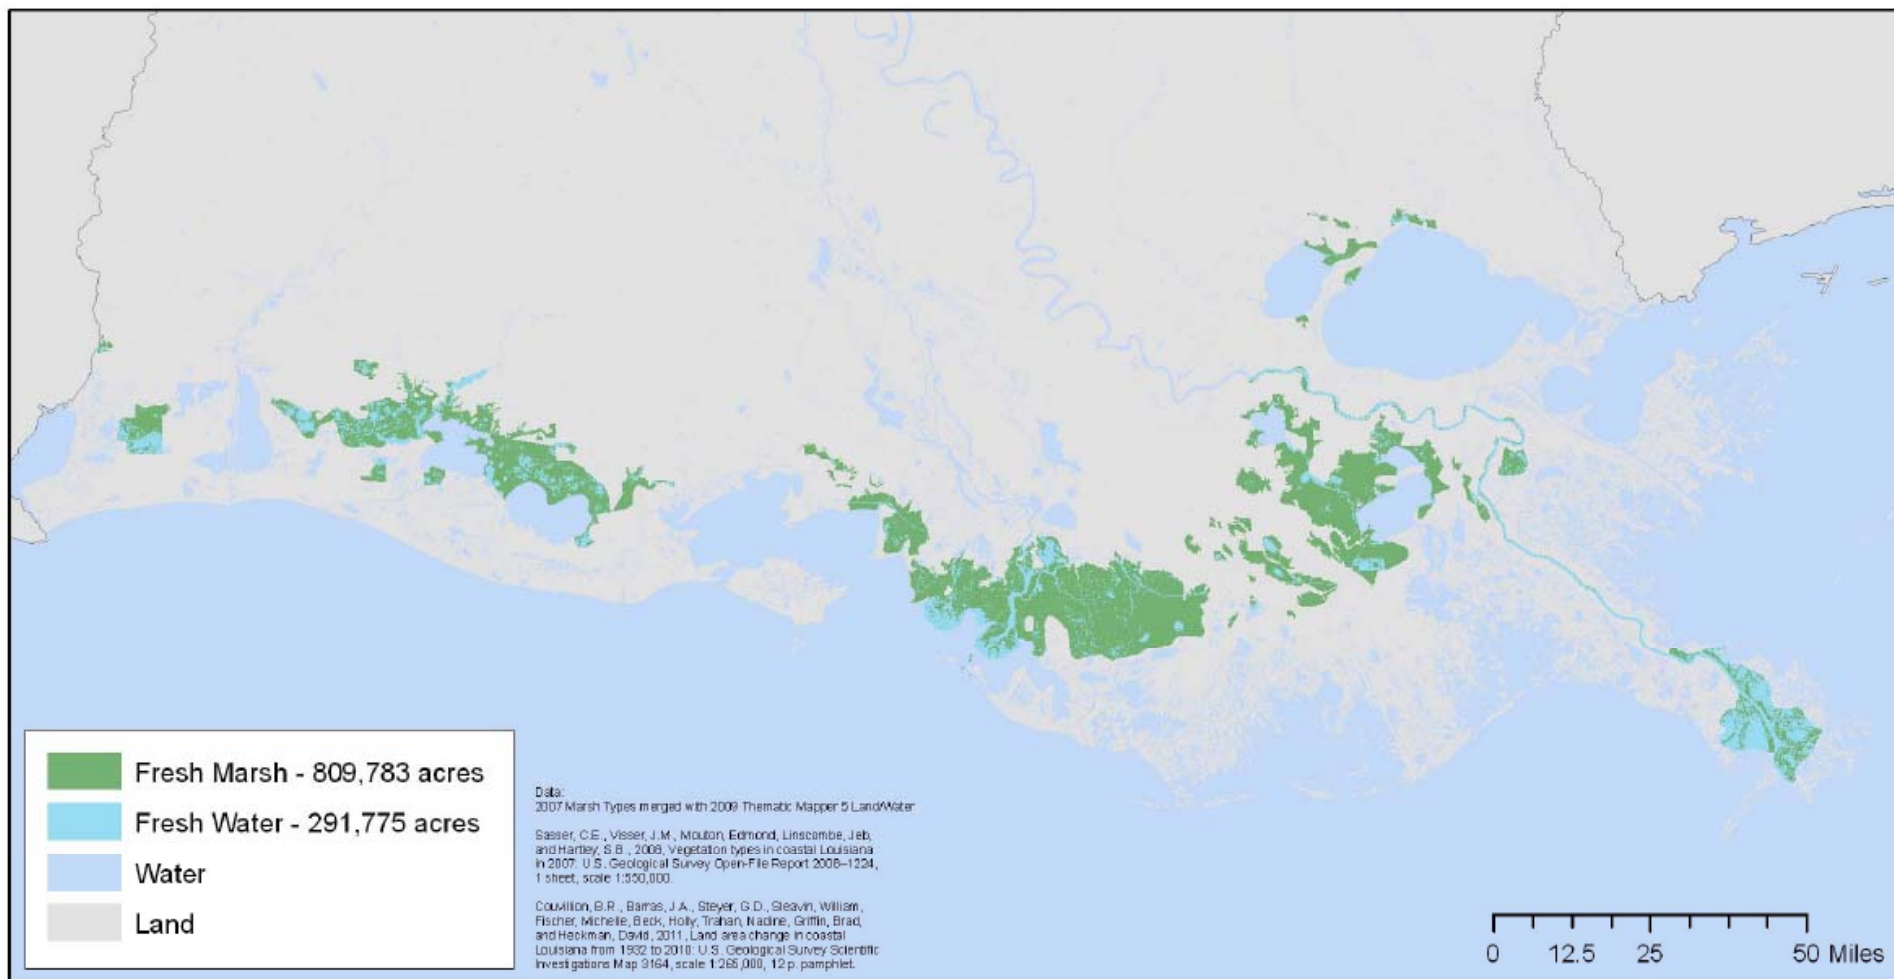 Fresh Marsh - 809,783 acres
Fresh Water - 291,775 acres
Water
Land
Data:
2007 Marsh Types merged with 2009 Thematic Mapper 5 Land/Water
Sasser, C.E., Visser, J.M., Mouton, Edmond, Linscombe, Jeb,
and Hartley, S.B., 2008, Vegetation types in coastal Louisiana
in 2007: U.S. Geological Survey Open-File Report 2008–1224,
1 sheet, scale 1:550,000.
Couvillion, B.R., Barras, J.A., Steyer, G.D., Sleavin, William,
Fischer, Michelle, Beck, Holly, Trahan, Nadine, Griffin, Brad,
and Heckman, David, 2011, Land area change in coastal
Louisiana from 1932 to 2010: U.S. Geological Survey Scientific
Investigations Map 3164, scale 1:265,000, 12 p. pamphlet.
0 12.5 25 50 Miles